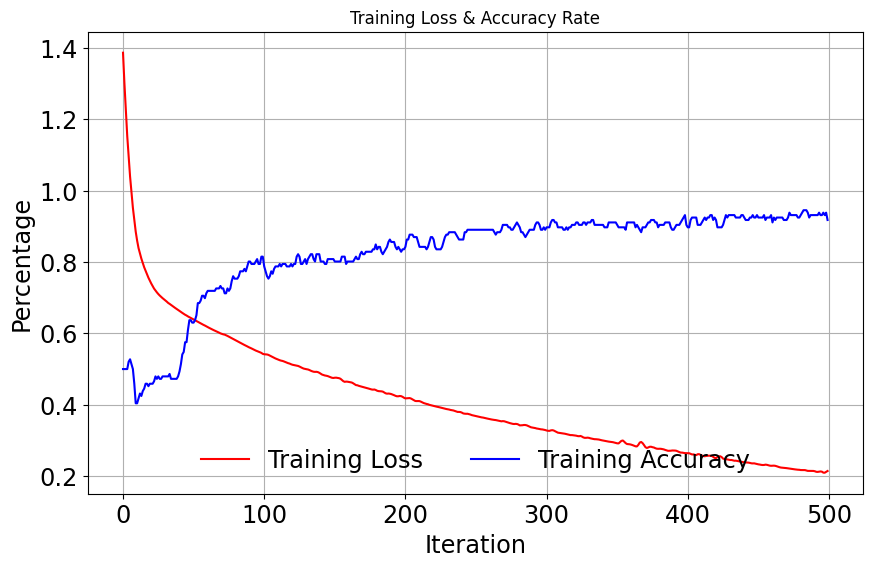 Training Loss & Accuracy Rate
Percentage
1.4
1.2
1.0
0.8
0.6
0.4
0.2
Training Loss Training Accuracy
0 100 200 300 400 500
Iteration